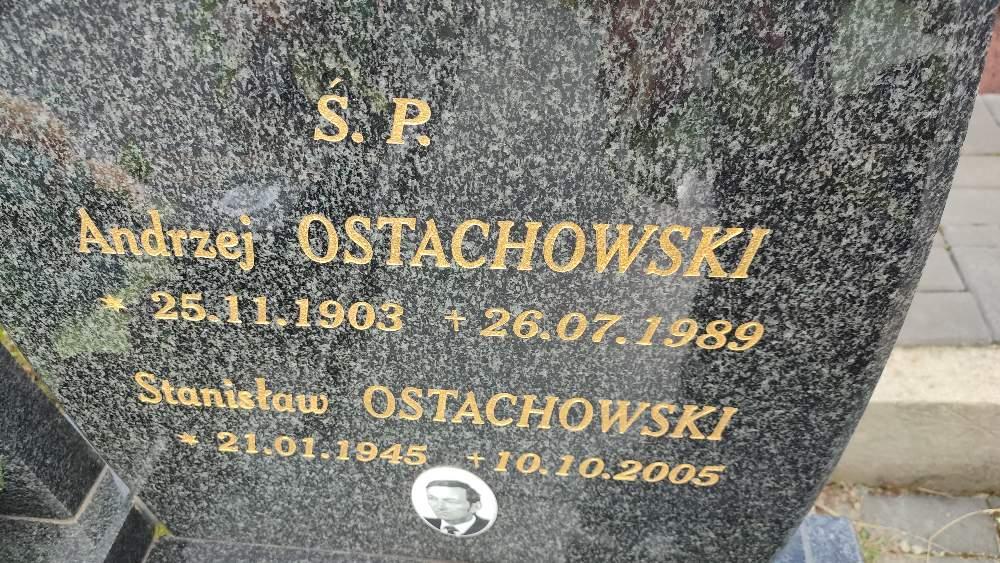 Ś. P.
Andrzej OSTACHOWSKI
* 25.11.1903 + 26.07.1989
Stanisław OSTACHOWSKI
* 21.01.1945 + 10.10.2005